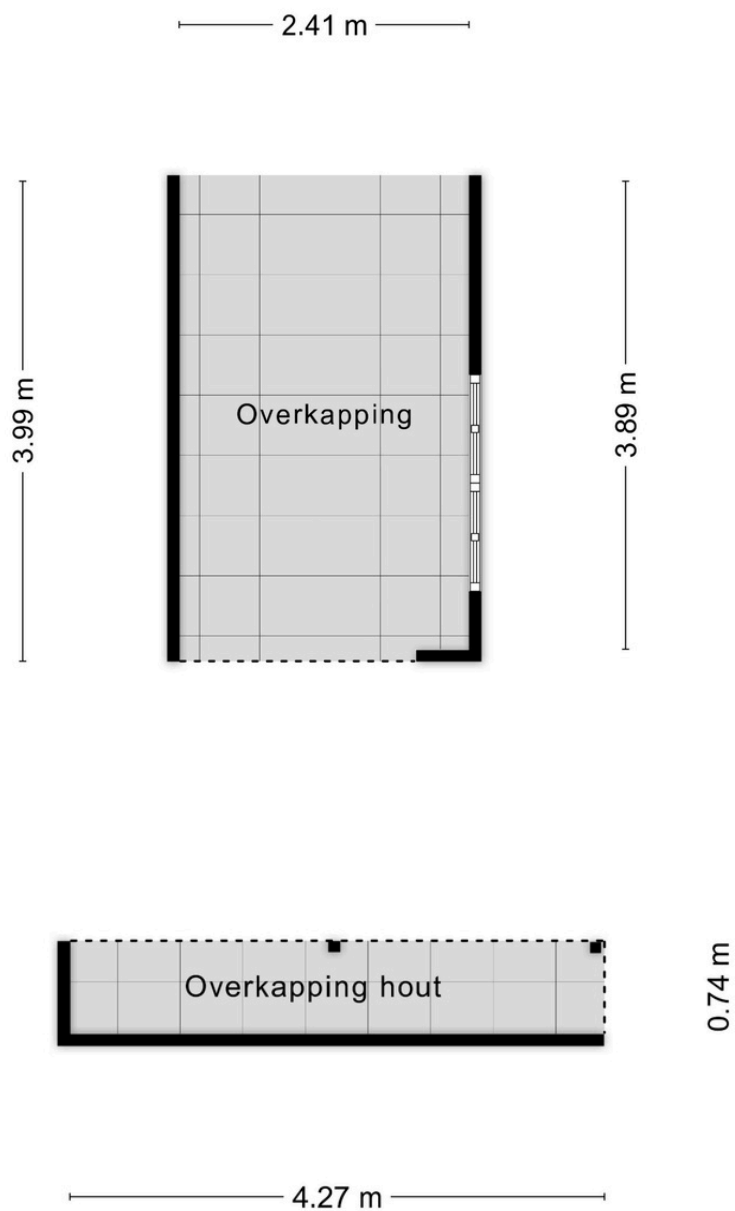 2.41 m
3.99 m
Overkapping
3.89 m
Overkapping hout
0.74 m
4.27 m